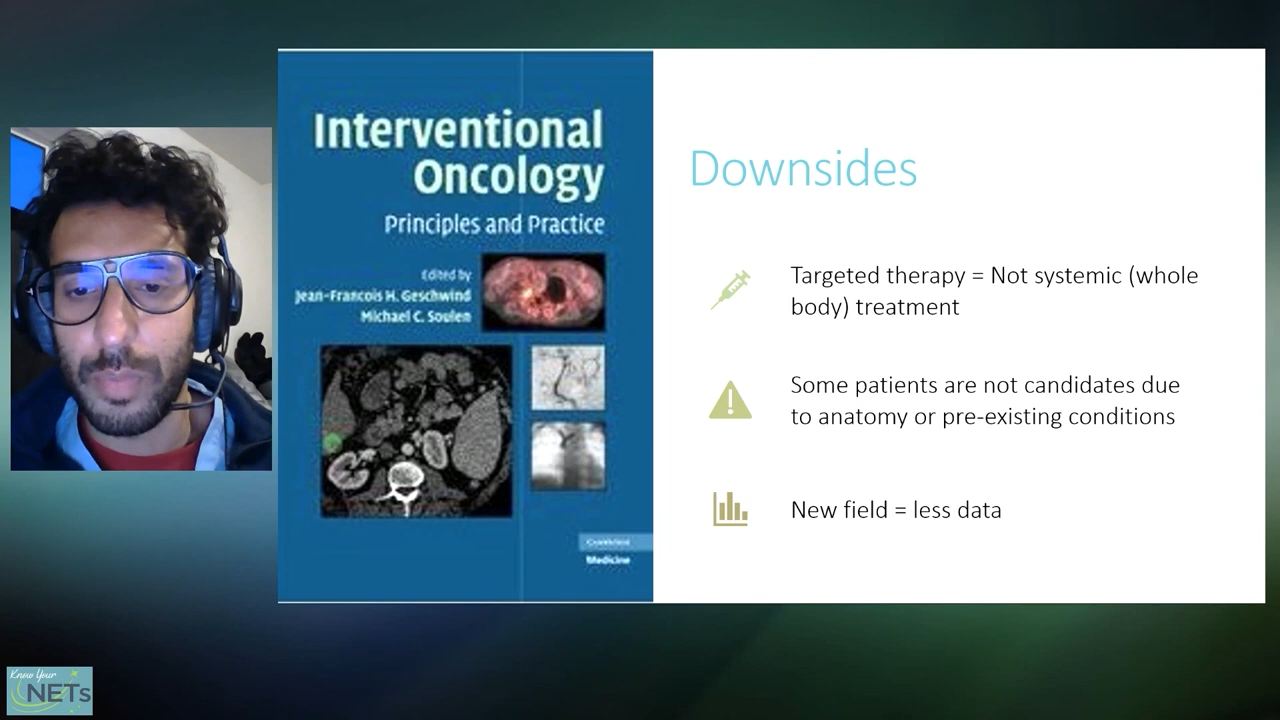 Interventional
Oncology
Principles and Practice
Edited by
Jean-Francois H. Geschwind
Michael C. Soulen
Medicine
Downsides
Targeted therapy = Not systemic (whole
body) treatment
Some patients are not candidates due
to anatomy or pre-existing conditions
New field = less data
Know Your
NETs